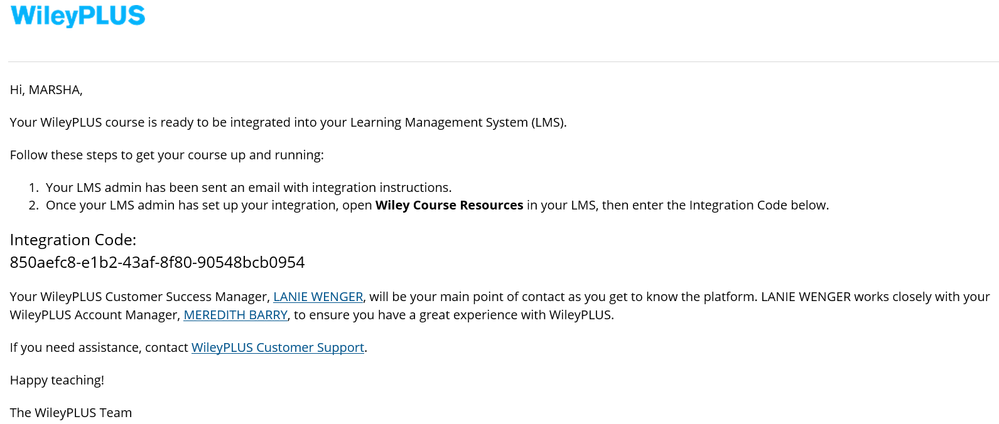 WileyPLUS
Hi, MARSHA,
Your WileyPLUS course is ready to be integrated into your Learning Management System (LMS).
Follow these steps to get your course up and running:
1. Your LMS admin has been sent an email with integration instructions.
2. Once your LMS admin has set up your integration, open Wiley Course Resources in your LMS, then enter the Integration Code below.
Integration Code:
850aefc8-e1b2-43af-8f80-90548bcb0954
Your WileyPLUS Customer Success Manager, LANIE WENGER, will be your main point of contact as you get to know the platform. LANIE WENGER works closely with your
WileyPLUS Account Manager, MEREDITH BARRY, to ensure you have a great experience with WileyPLUS.
If you need assistance, contact WileyPLUS Customer Support.
Happy teaching!
The WileyPLUS Team